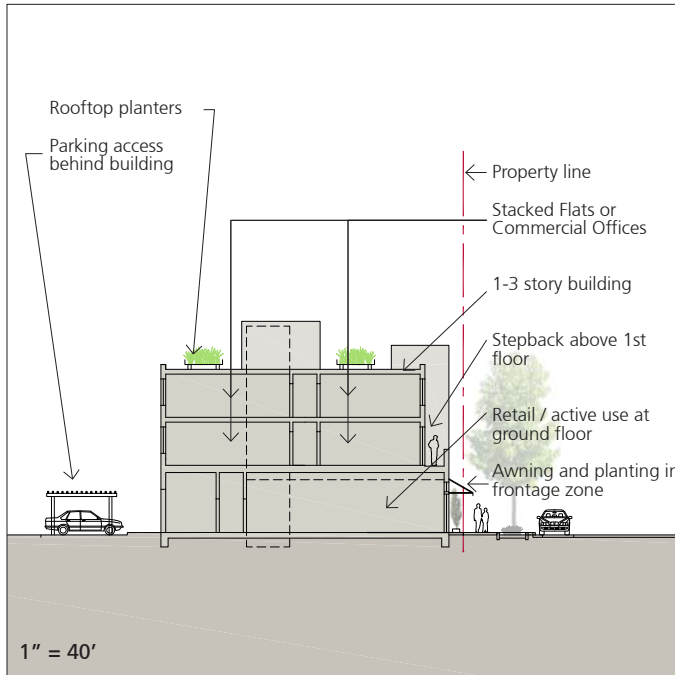 Rooftop planters
Parking access
behind building
Property line
Stacked Flats or
Commercial Offices
1-3 story building
Stepback above 1st
floor
Retail / active use at
ground floor
Awning and planting in
frontage zone
1" = 40'